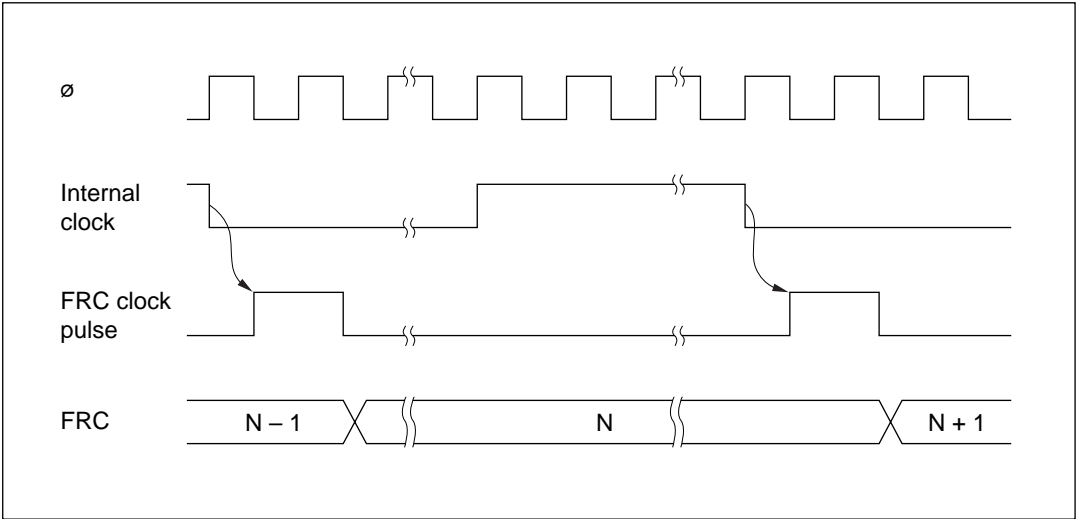 ø
Internal
clock
FRC clock
pulse
FRC
N – 1
N
N + 1